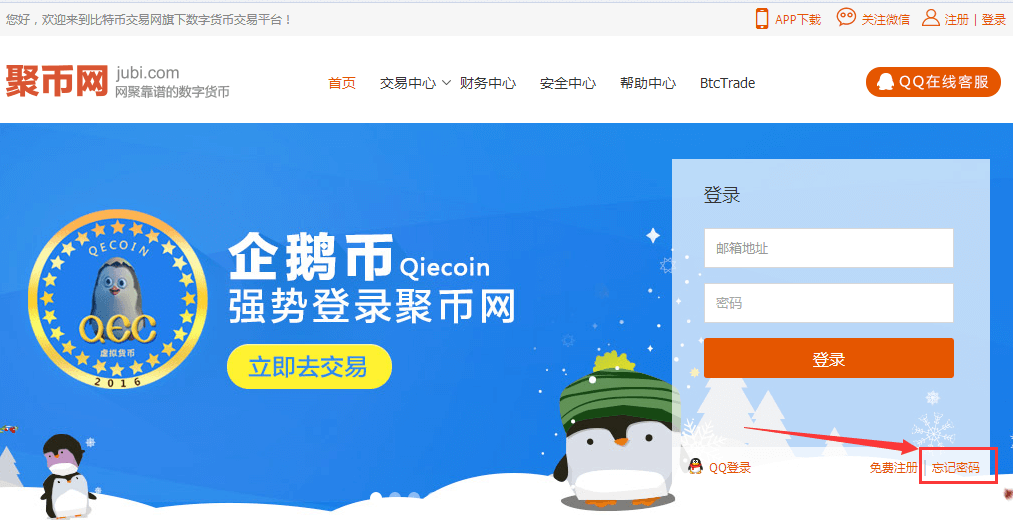 您好，欢迎来到比特币交易网旗下数字货币交易平台！
APP下载 关注微信 注册 | 登录
聚币网 jubi.com
网聚靠谱的数字货币
首页 交易中心 财务中心 安全中心 帮助中心 BtcTrade
QQ在线客服
QECOIN
QEC
虚拟货币
2016
企鹅币 Qiecoin
强势登录聚币网
立即去交易
登录
邮箱地址
密码
登录
QQ登录 免费注册 | 忘记密码